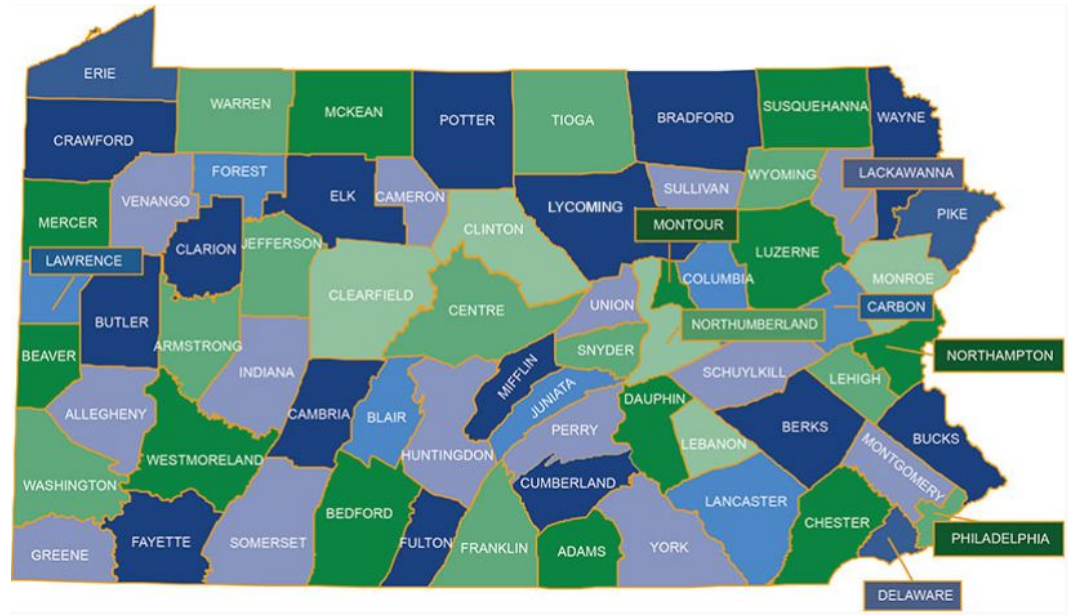 ERIE
WARREN
MCKEAN
POTTER
TIOGA
BRADFORD
SUSQUEHANNA
WAYNE
CRAWFORD
FOREST
VENANGO
ELK
CAMERON
SULLIVAN
WYOMING
LACKAWANNA
MERCER
CLARION
JEFFERSON
CLINTON
LYCOMING
MONTOUR
LUZERNE
PIKE
LAWRENCE
CLEARFIELD
CENTRE
UNION
COLUMBIA
MONROE
CARBON
BUTLER
ARMSTRONG
NORTHUMBERLAND
BEAVER
INDIANA
MIFFLIN
SNYDER
SCHUYLKILL
LEHIGH
NORTHAMPTON
ALLEGHENY
CAMBRIA
BLAIR
JUNIATA
DAUPHIN
HUNTINGDON
PERRY
LEBANON
BERKS
BUCKS
WESTMORELAND
MONTGOMERY
WASHINGTON
CUMBERLAND
LANCASTER
BEDFORD
CHESTER
GREENE
FAYETTE
SOMERSET
FULTON
FRANKLIN
ADAMS
YORK
PHILADELPHIA
DELAWARE